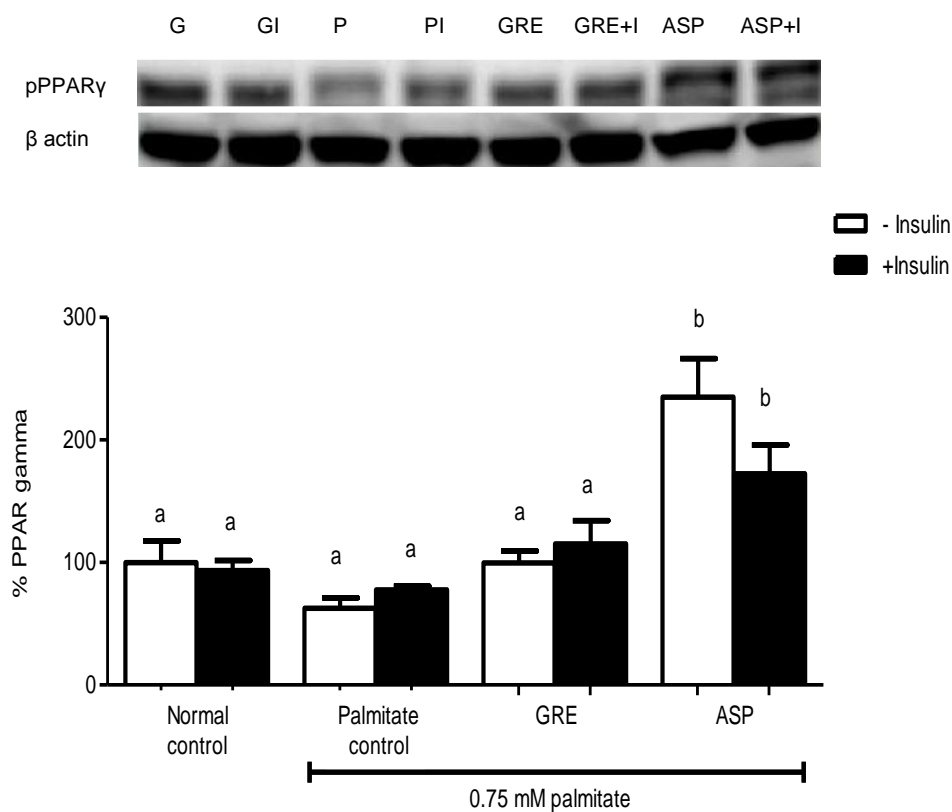 G GI P PI GRE GRE+I ASP ASP+I
pPPARγ
β actin
- Insulin
+Insulin
300
200
100
0
% PPAR gamma
a a a a a a b b
Normal control
Palmitate control
GRE
ASP
0.75 mM palmitate